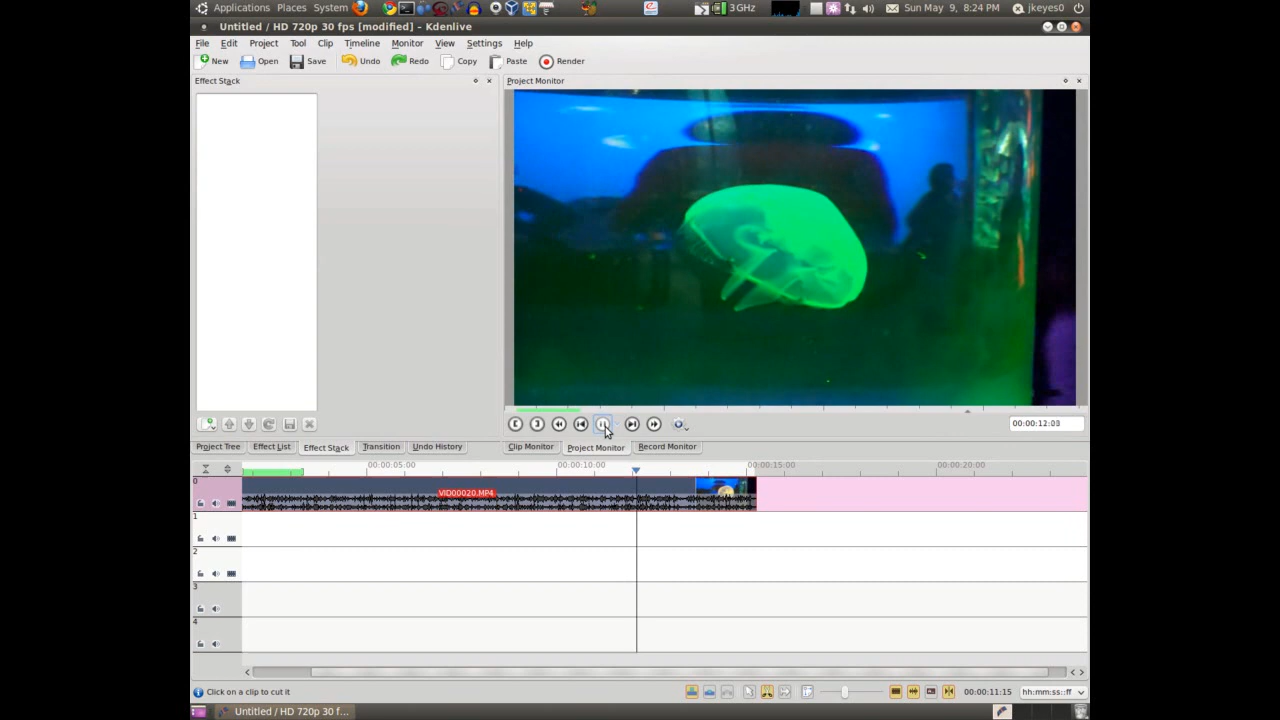 Applications Places System 3GHz Sun May 9, 8:24 PM jkeyes0
Untitled / HD 720p 30 fps [modified] – Kdenlive
File Edit Project Tool Clip Timeline Monitor View Settings Help
New Open Save Undo Redo Copy Paste Render
Effect Stack Project Monitor
00:00:12:03
Project Tree Effect List Effect Stack Transition Undo History Clip Monitor Project Monitor Record Monitor
00:00:05:00 00:00:10:00 00:00:15:00 00:00:20:00
0
VID00020.MP4
1
2
3
4
Click on a clip to cut it 00:00:11:15 hh:mm:ss::ff
Untitled / HD 720p 30 f...